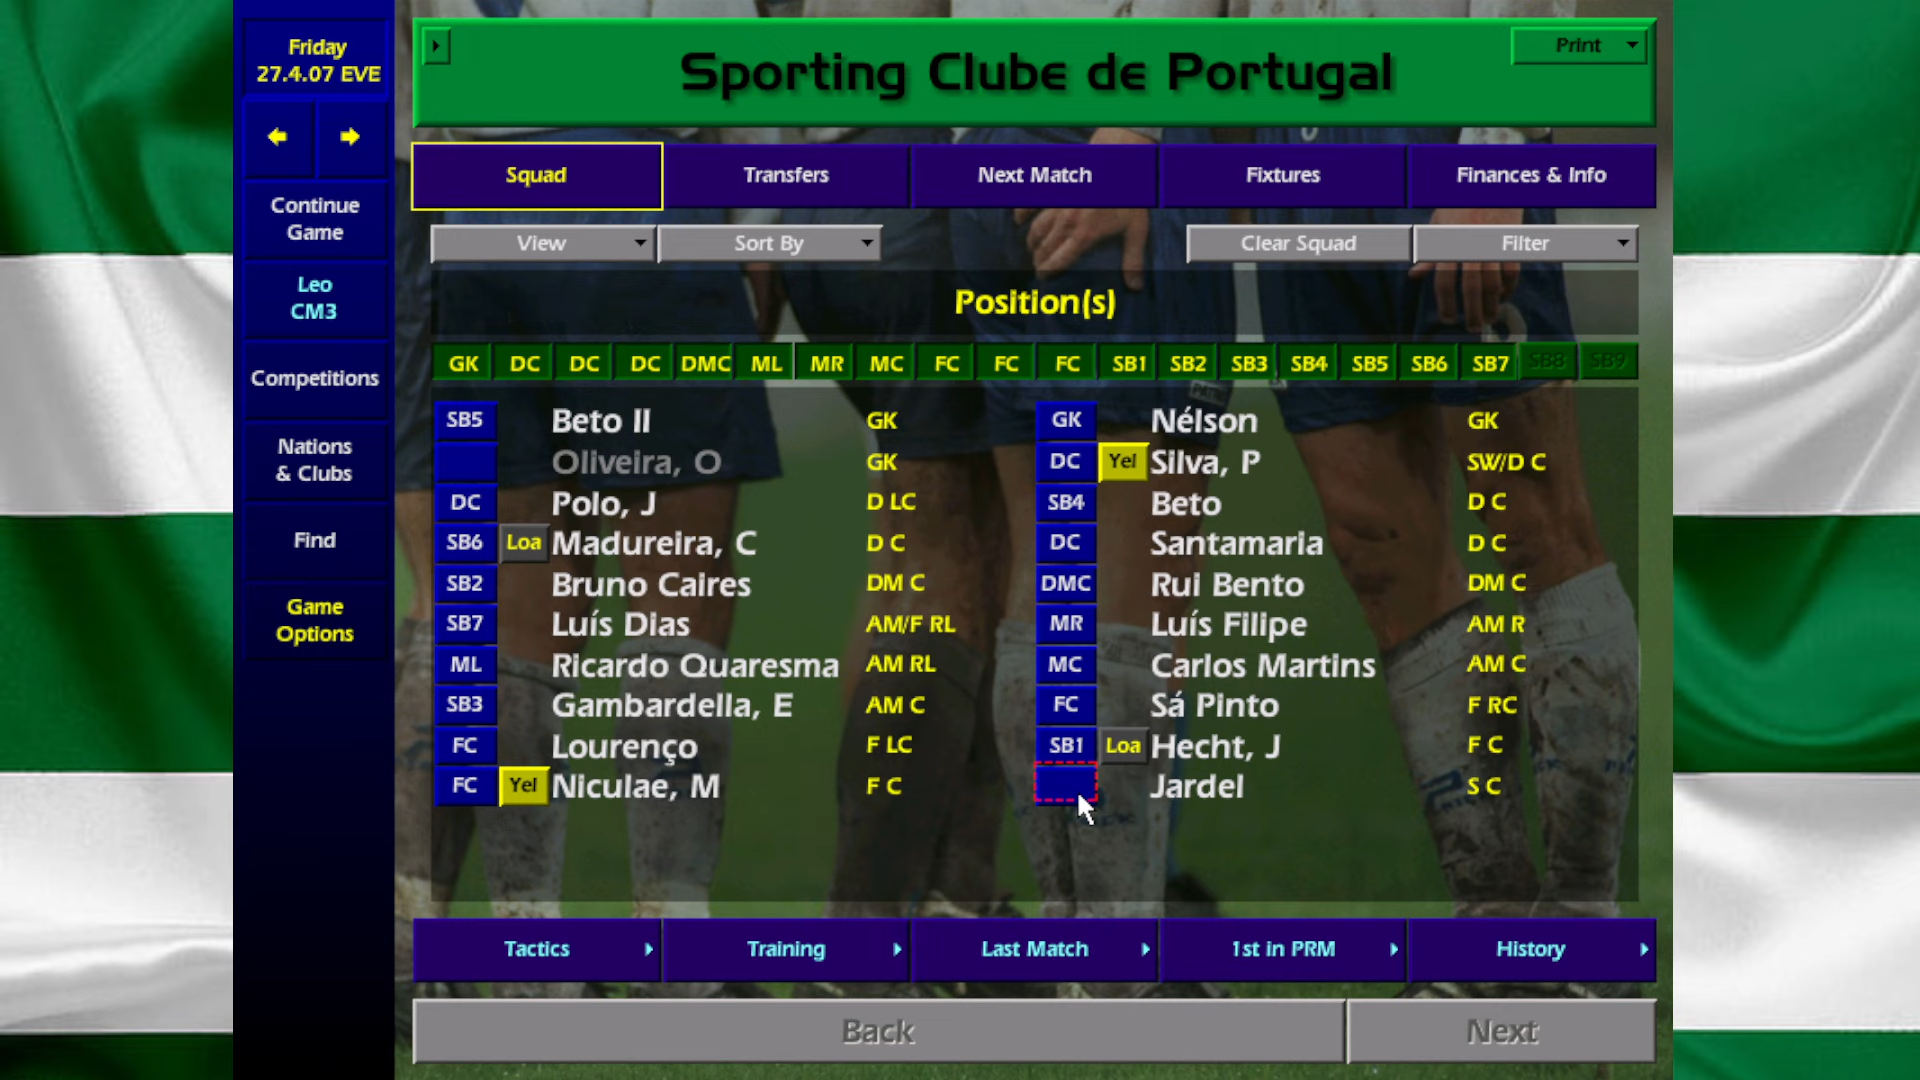 Friday
27.4.07 EVE
Continue
Game
Leo
CM3
Competitions
Nations
& Clubs
Find
Game
Options
Sporting Clube de Portugal
Print
Squad Transfers Next Match Fixtures Finances & Info
View Sort By Clear Squad Filter
Position(s)
GK DC DC DC DMC ML MR MC FC FC FC SB1 SB2 SB3 SB4 SB5 SB6 SB7 SB8 SB9
SB5 Beto II GK GK Nélson GK
Oliveira, O GK DC Yel Silva, P SW/D C
DC Polo, J D LC SB4 Beto D C
SB6 Loa Madureira, C D C DC Santamaria D C
SB2 Bruno Caires DM C DMC Rui Bento DM C
SB7 Luís Dias AM/F RL MR Luís Filipe AM R
ML Ricardo Quaresma AM RL MC Carlos Martins AM C
SB3 Gambardella, E AM C FC Sá Pinto F RC
FC Lourenço F LC SB1 Loa Hecht, J F C
FC Yel Niculae, M F C Jardel S C
Tactics Training Last Match 1st in PRM History
Back Next